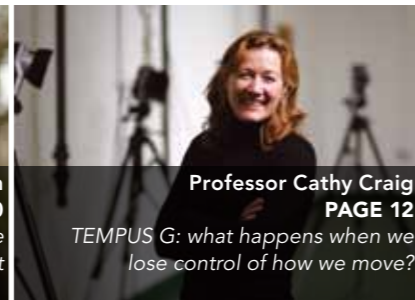 Professor Cathy Craig
PAGE 12
TEMPUS G: what happens when we
lose control of how we move?